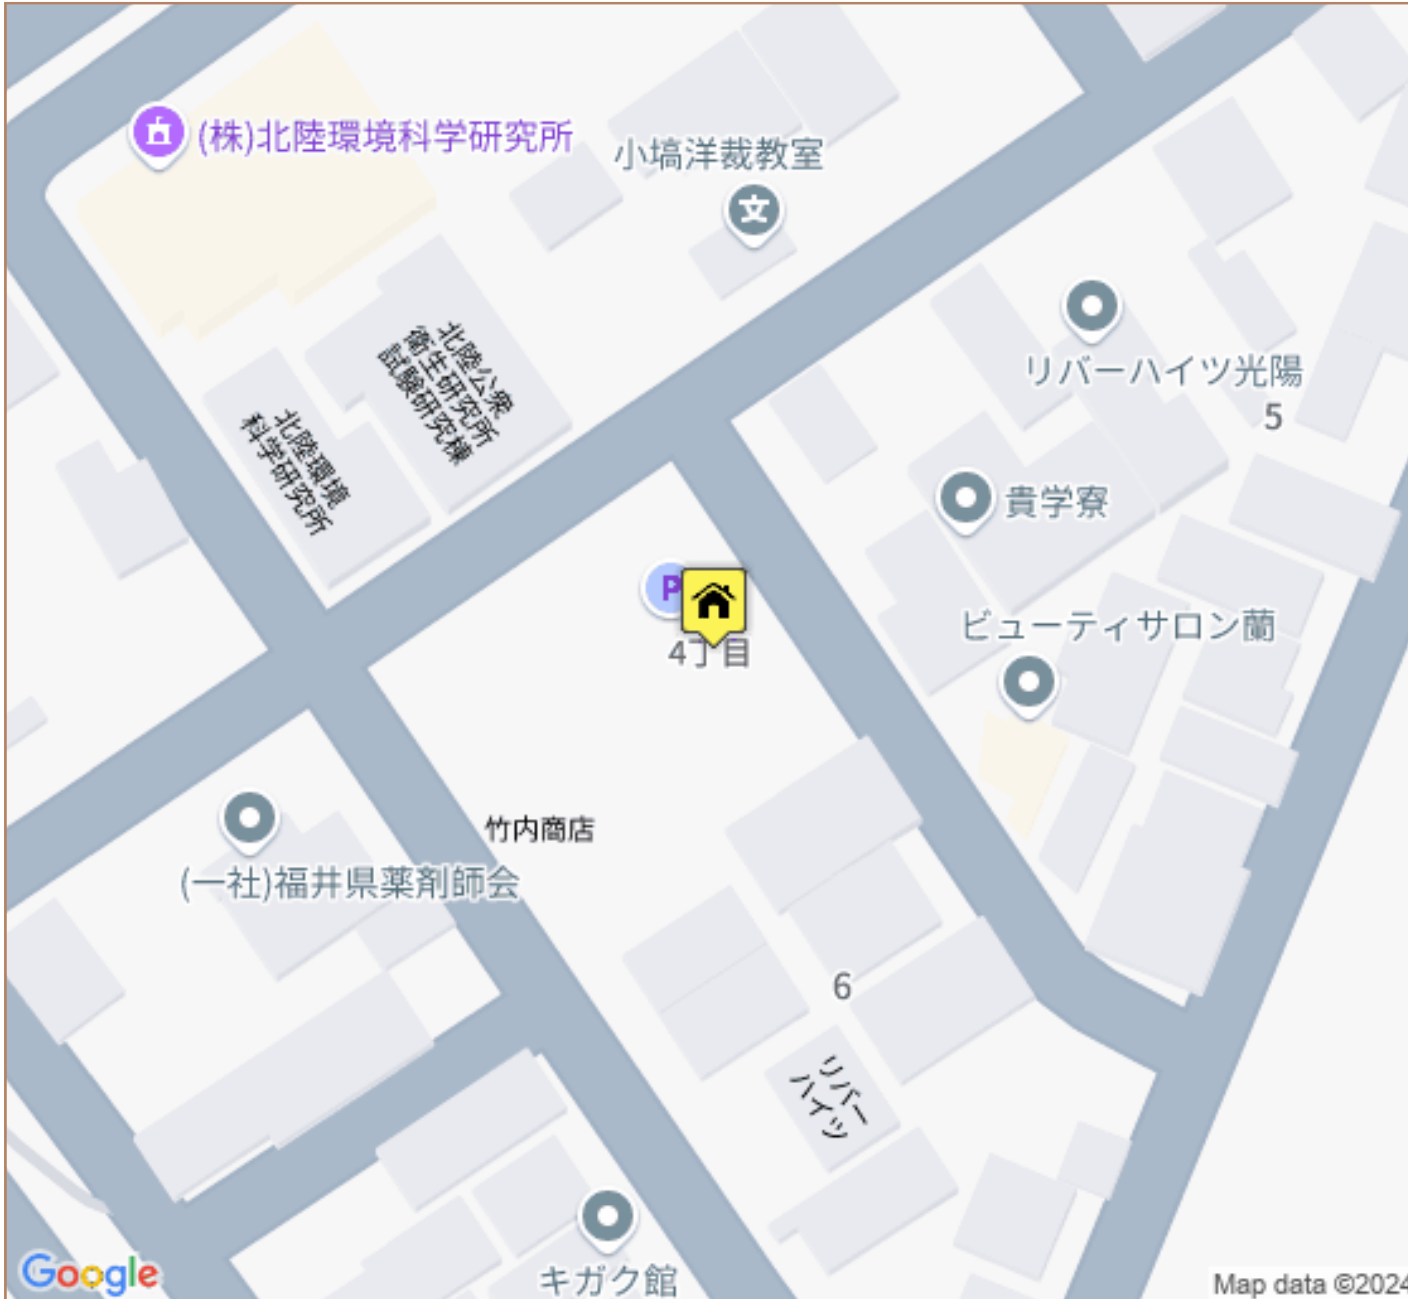 (株)北陸環境科学研究所
小塙洋裁教室
文
北陸公衆
衛生研究所
試験研究棟
北陸環境
科学研究所
リバーハイツ光陽
5
貴学寮
P
4丁目
ビューティサロン蘭
竹内商店
(一社)福井県薬剤師会
6
リバー
ハイツ
キガク館
Google
Map data ©2024